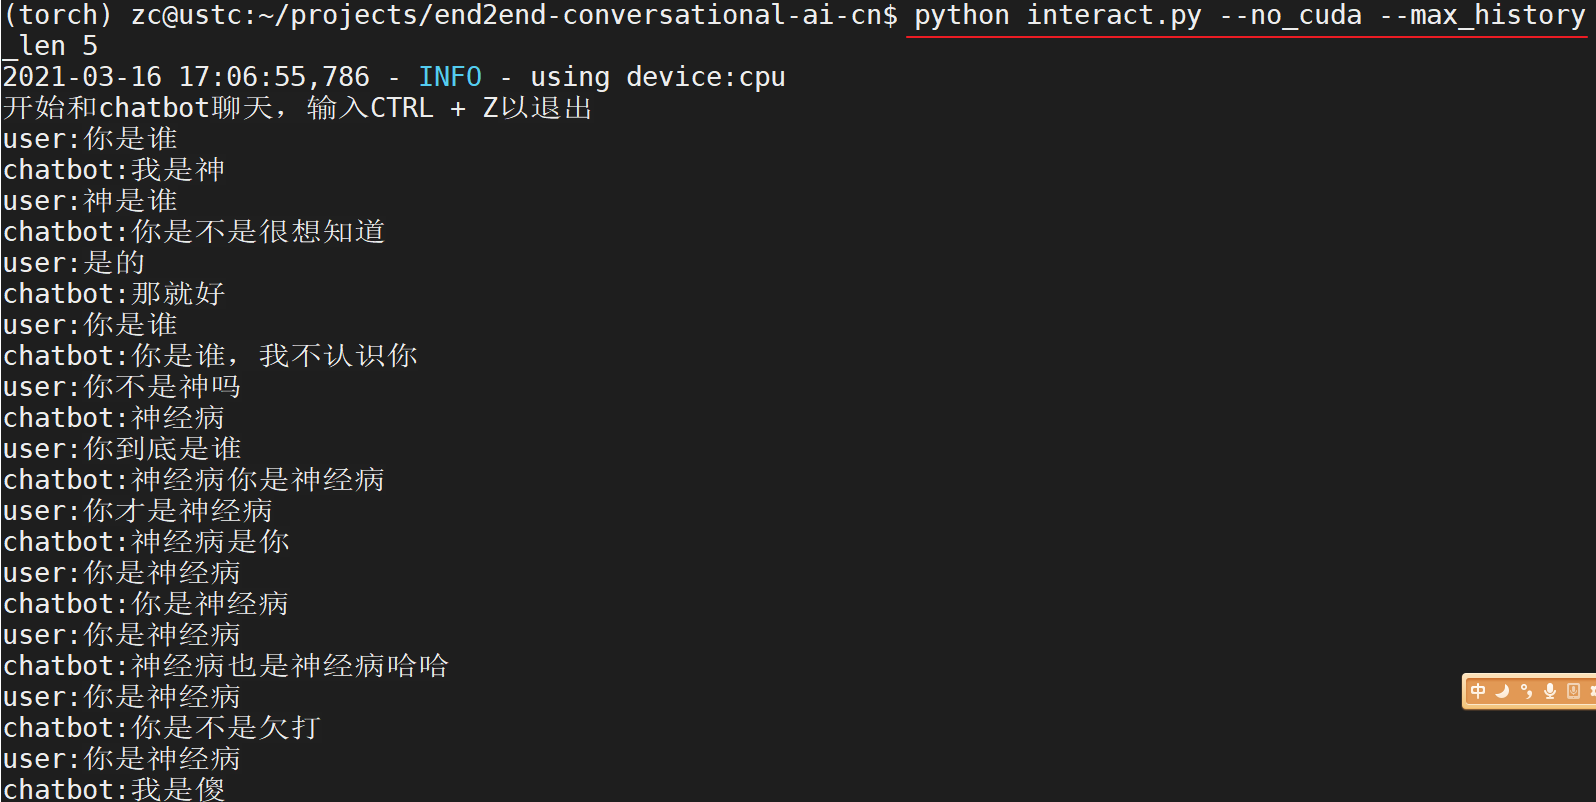 (torch) zc@ustc:~/projects/end2end-conversational-ai-cn$ python interact.py --no_cuda --max_history
_len 5
2021-03-16 17:06:55,786 - INFO - using device:cpu
开始和chatbot聊天，输入CTRL + Z以退出
user:你是谁
chatbot:我是神
user:神是谁
chatbot:你是不是很想知道
user:是的
chatbot:那就好
user:你是谁
chatbot:你是谁，我不认识你
user:你不是神吗
chatbot:神经病
user:你到底是谁
chatbot:神经病你是神经病
user:你才是神经病
chatbot:神经病是你
user:你是神经病
chatbot:你是神经病
user:你是神经病
chatbot:神经病也是神经病哈哈
user:你是神经病
中
chatbot:你是不是欠打
user:你是神经病
chatbot:我是傻